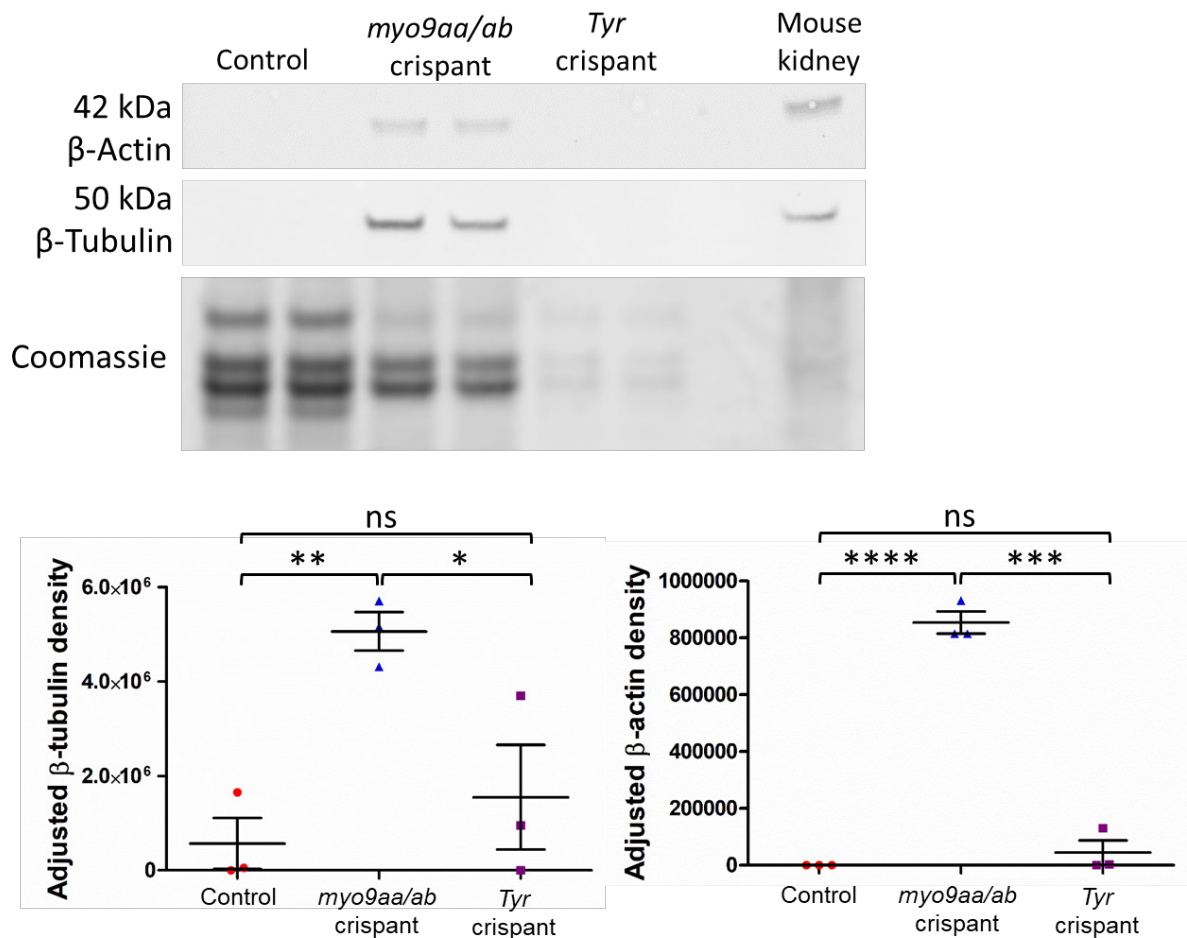 Control
myo9aa/ab
crispant
Tyr
crispant
Mouse
kidney
42 kDa
β-Actin
50 kDa
β-Tubulin
Coomassie
ns
** *
Adjusted β-tubulin density
6.0×10⁶
4.0×10⁶
2.0×10⁶
0
Control
myo9aa/ab
crispant
Tyr
crispant
ns
**** ***
Adjusted β-actin density
1000000
800000
600000
400000
200000
0
Control
myo9aa/ab
crispant
Tyr
crispant